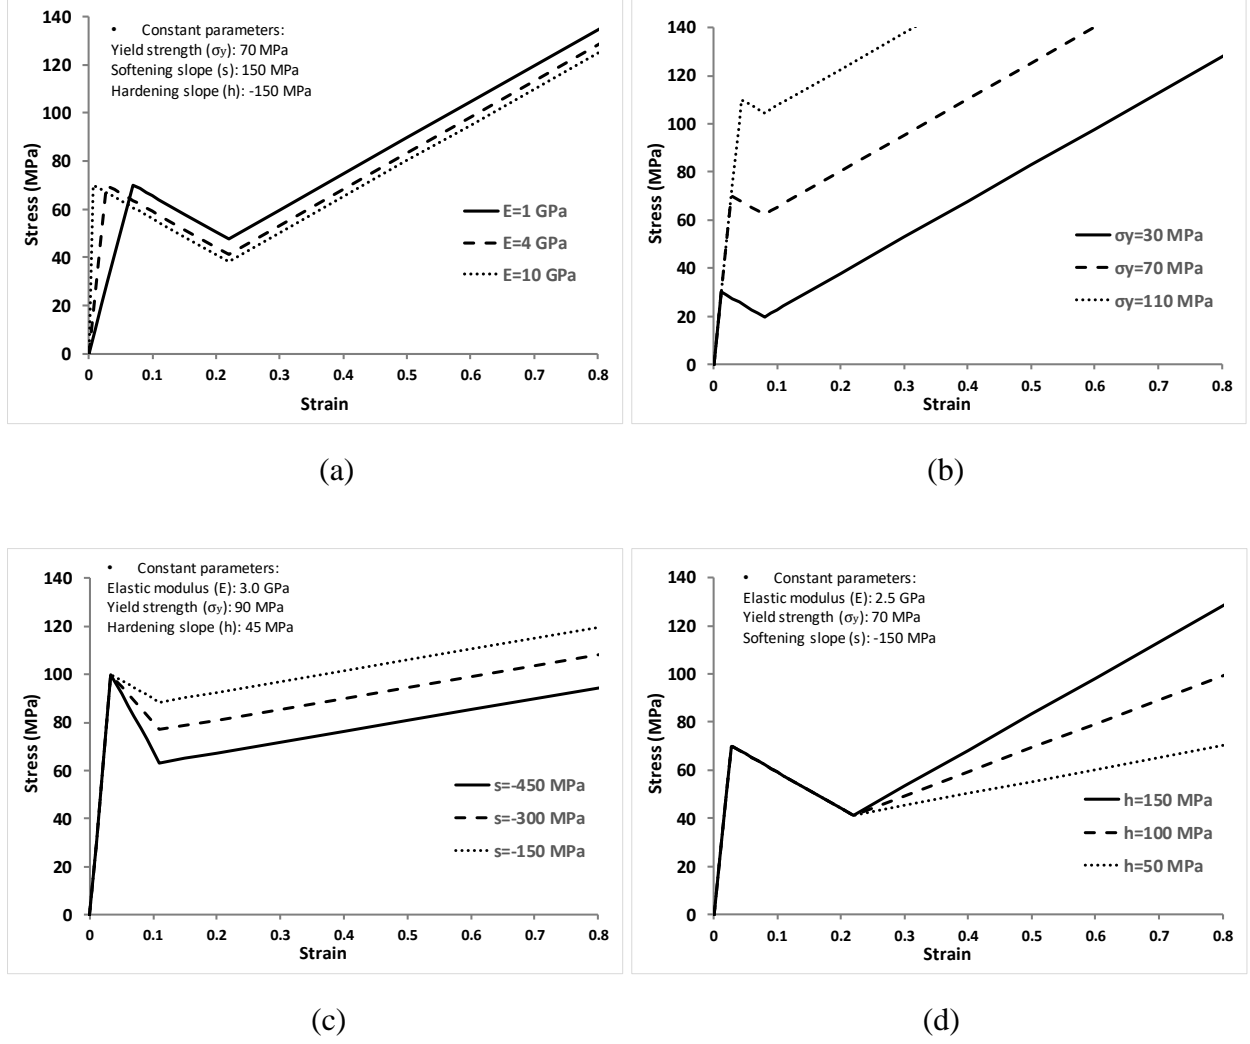 140
120
100
80
60
40
20
0
Stress (MPa)
• Constant parameters:
Yield strength (σy): 70 MPa
Softening slope (s): 150 MPa
Hardening slope (h): -150 MPa
E=1 GPa
E=4 GPa
E=10 GPa
0 0.1 0.2 0.3 0.4 0.5 0.6 0.7 0.8
Strain
(a)
140
120
100
80
60
40
20
0
Stress (MPa)
σy=30 MPa
σy=70 MPa
σy=110 MPa
0 0.1 0.2 0.3 0.4 0.5 0.6 0.7 0.8
Strain
(b)
140
120
100
80
60
40
20
0
Stress (MPa)
• Constant parameters:
Elastic modulus (E): 3.0 GPa
Yield strength (σy): 90 MPa
Hardening slope (h): 45 MPa
s=-450 MPa
s=-300 MPa
s=-150 MPa
0 0.1 0.2 0.3 0.4 0.5 0.6 0.7 0.8
Strain
(c)
140
120
100
80
60
40
20
0
Stress (MPa)
• Constant parameters:
Elastic modulus (E): 2.5 GPa
Yield strength (σy): 70 MPa
Softening slope (s): -150 MPa
h=150 MPa
h=100 MPa
h=50 MPa
0 0.1 0.2 0.3 0.4 0.5 0.6 0.7 0.8
Strain
(d)